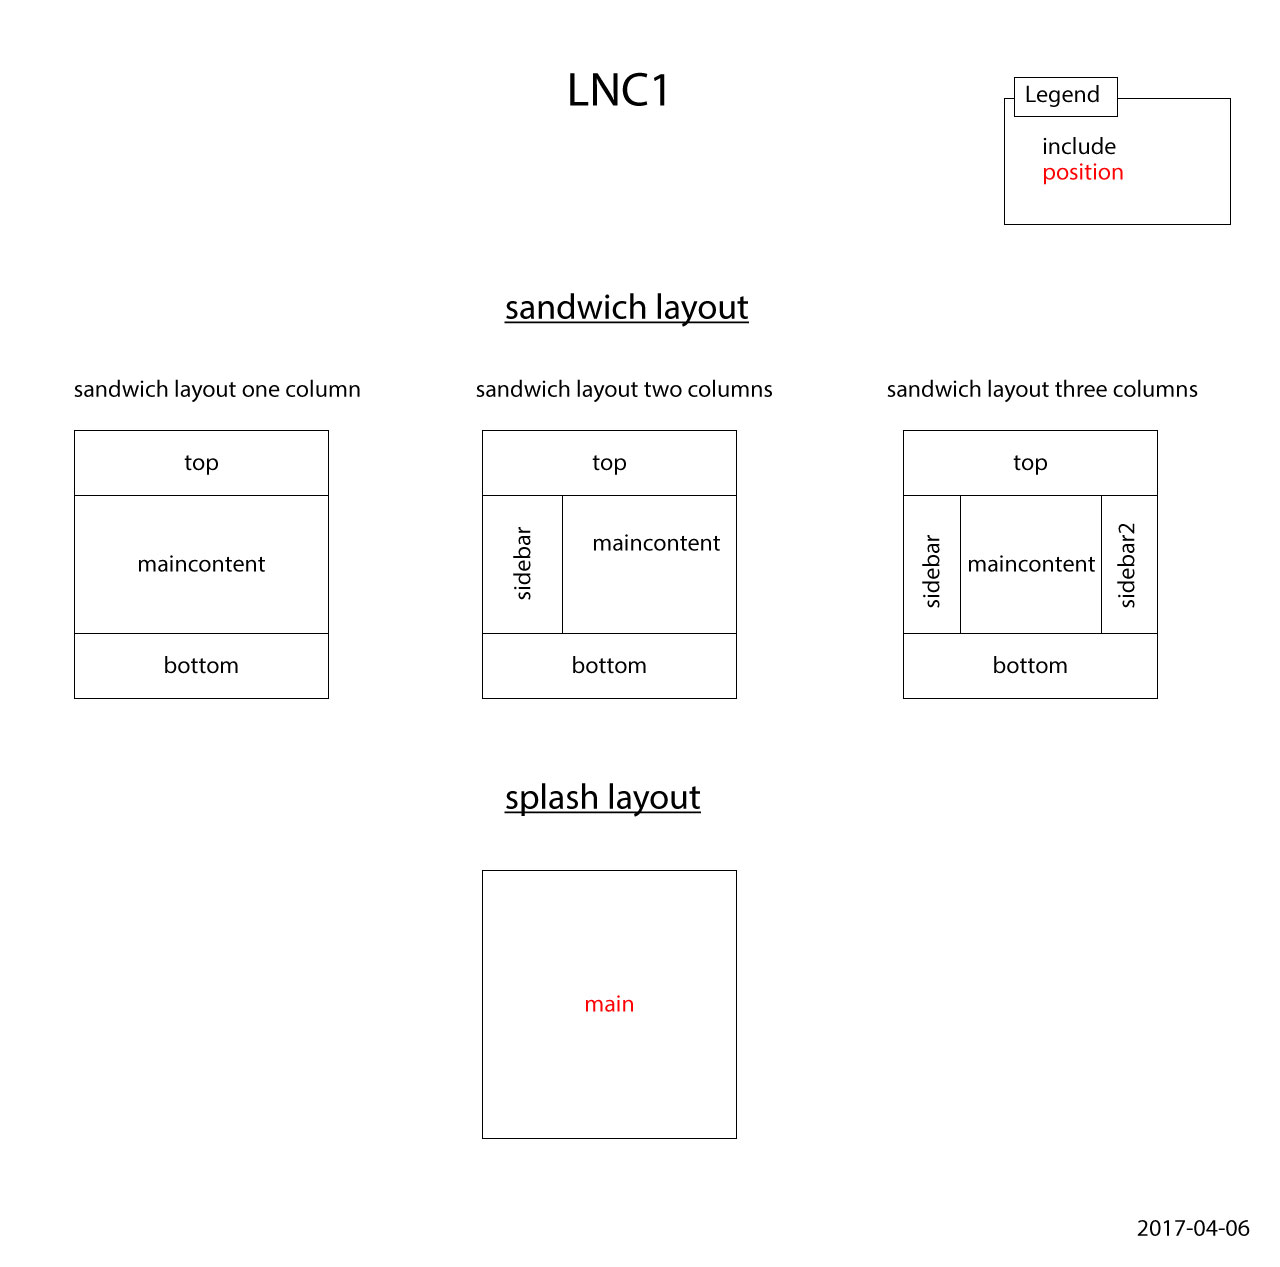 LNC1
Legend
include
position
sandwich layout
sandwich layout one column
top
maincontent
bottom
sandwich layout two columns
top
sidebar
maincontent
bottom
sandwich layout three columns
top
sidebar
maincontent
sidebar2
bottom
splash layout
main
2017-04-06